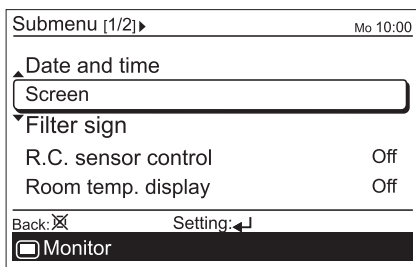 Submenu [1/2]▶ Mo 10:00
Date and time
Screen
Filter sign
R.C. sensor control Off
Room temp. display Off
Back: Setting:
Monitor